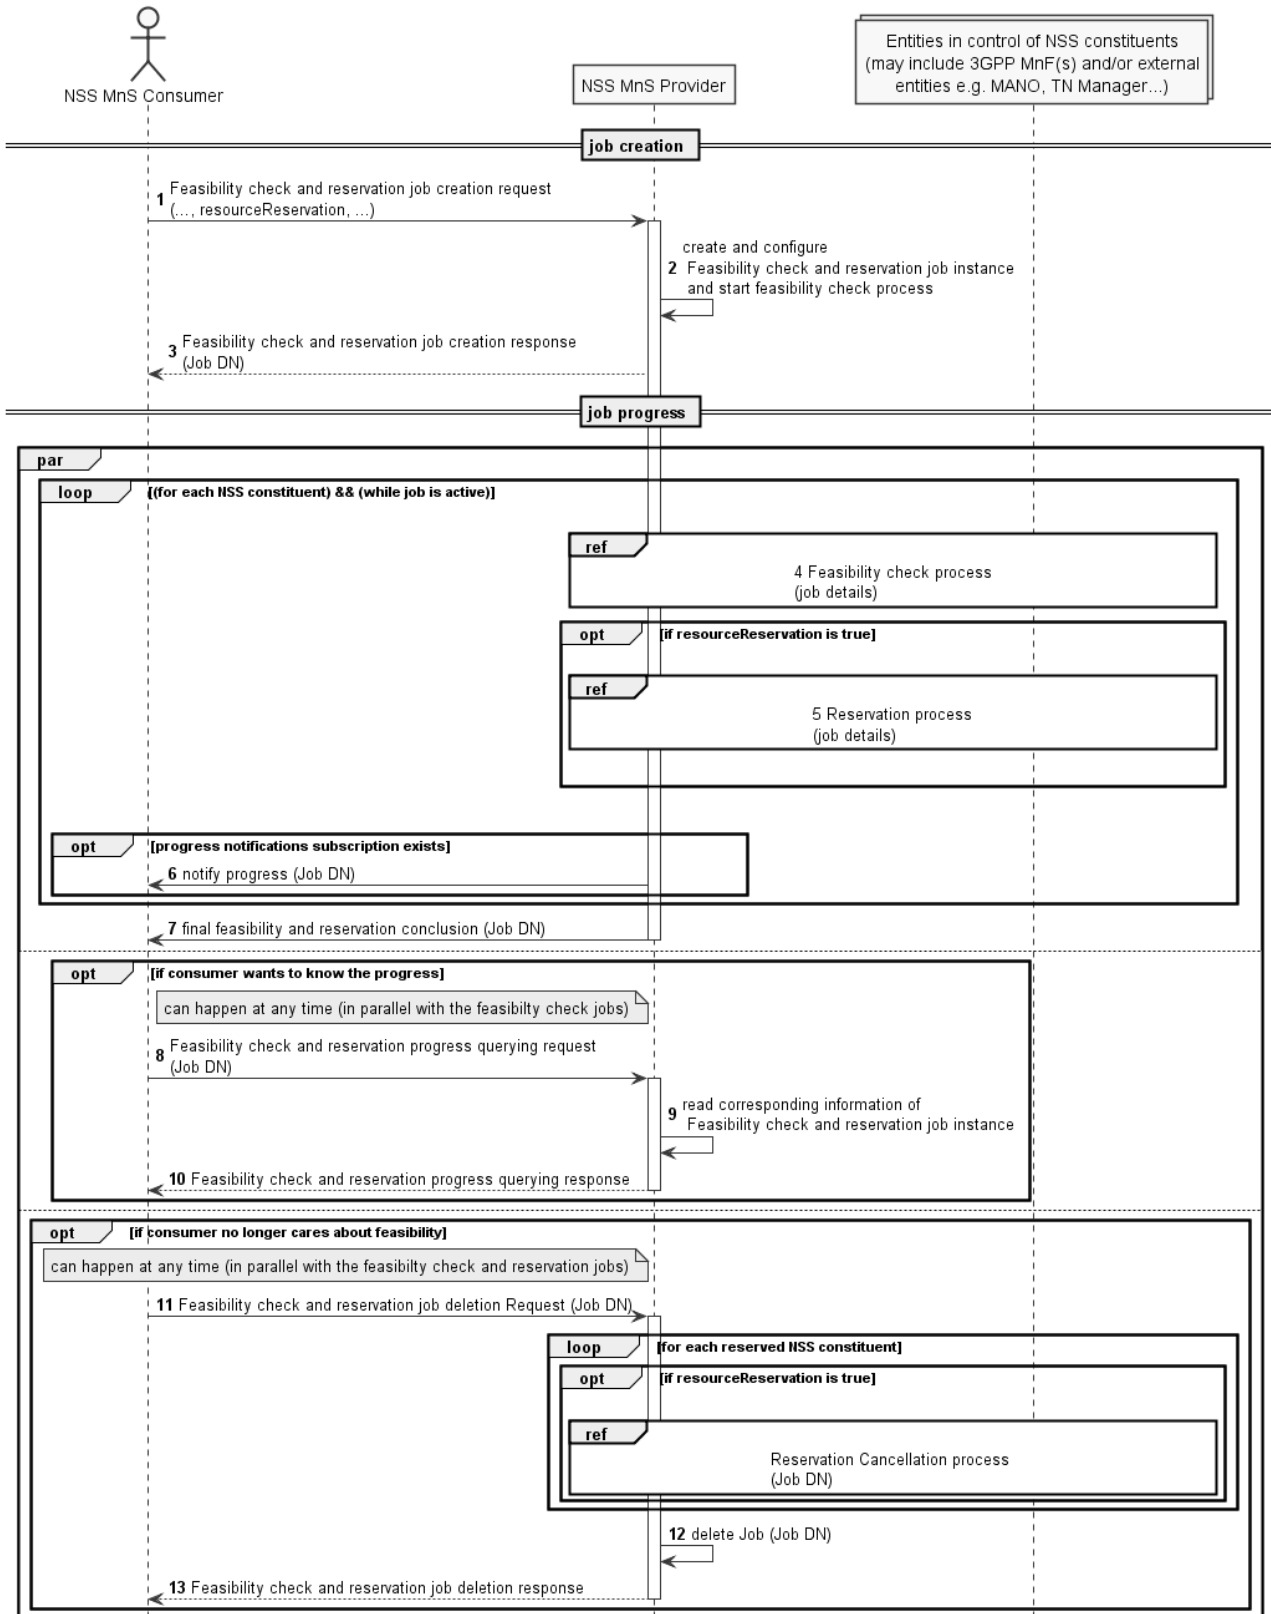 Entities in control of NSS constituents
(may include 3GPP MnF(s) and/or external
entities e.g. MANO, TN Manager...)
NSS MnS Consumer
NSS MnS Provider
job creation
1 Feasibility check and reservation job creation request
(..., resourceReservation, ...)
create and configure
2 Feasibility check and reservation job instance
and start feasibility check process
3 Feasibility check and reservation job creation response
(Job DN)
job progress
par
loop [(for each NSS constituent) && (while job is active)]
ref
4 Feasibility check process
(job details)
opt [if resourceReservation is true]
ref
5 Reservation process
(job details)
opt [progress notifications subscription exists]
6 notify progress (Job DN)
7 final feasibility and reservation conclusion (Job DN)
opt [if consumer wants to know the progress]
can happen at any time (in parallel with the feasibilty check jobs)
8 Feasibility check and reservation progress querying request
(Job DN)
9 read corresponding information of
Feasibility check and reservation job instance
10 Feasibility check and reservation progress querying response
opt [if consumer no longer cares about feasibility]
can happen at any time (in parallel with the feasibilty check and reservation jobs)
11 Feasibility check and reservation job deletion Request (Job DN)
loop [for each reserved NSS constituent]
opt [if resourceReservation is true]
ref
Reservation Cancellation process
(Job DN)
12 delete Job (Job DN)
13 Feasibility check and reservation job deletion response